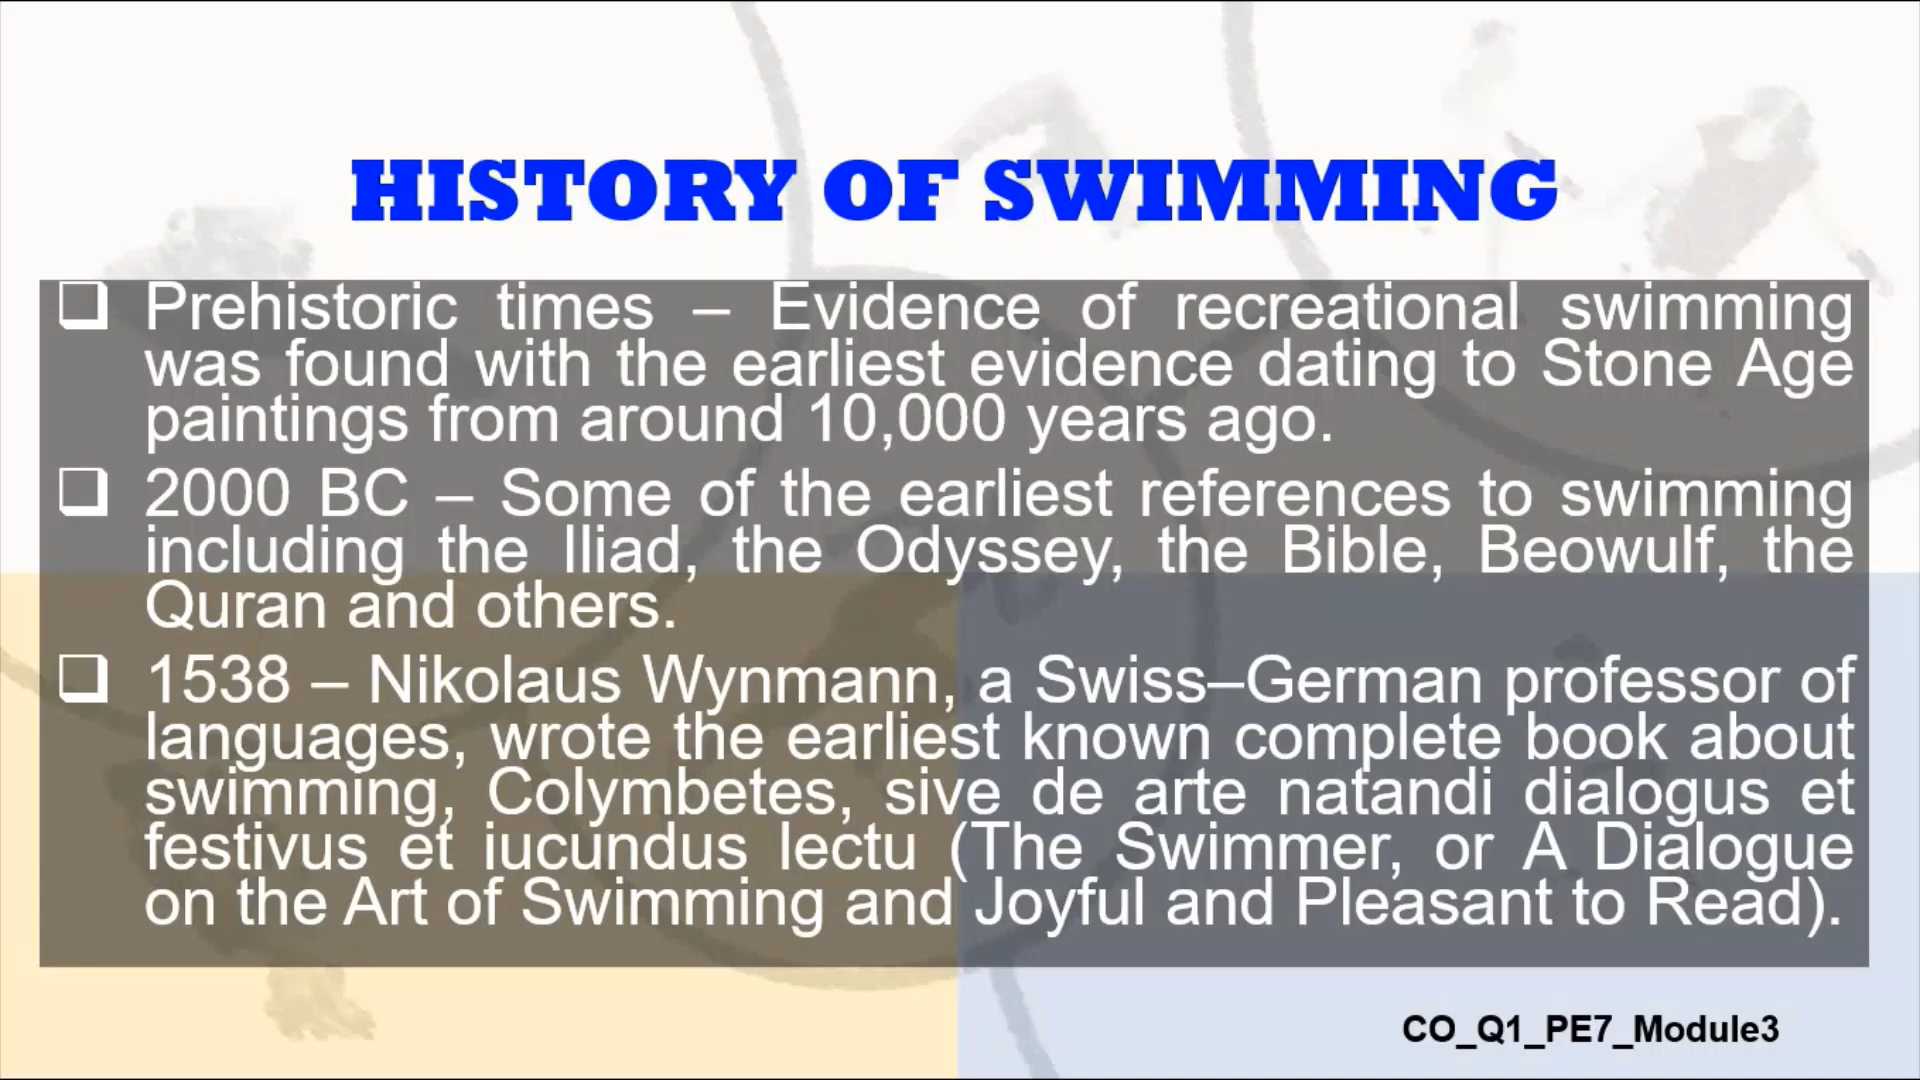 HISTORY OF SWIMMING
Prehistoric times – Evidence of recreational swimming
was found with the earliest evidence dating to Stone Age
paintings from around 10,000 years ago.
2000 BC – Some of the earliest references to swimming
including the Iliad, the Odyssey, the Bible, Beowulf, the
Quran and others.
1538 – Nikolaus Wynmann, a Swiss–German professor of
languages, wrote the earliest known complete book about
swimming, Colymbetes, sive de arte natandi dialogus et
festivus et iucundus lectu (The Swimmer, or A Dialogue
on the Art of Swimming and Joyful and Pleasant to Read).
CO_Q1_PE7_Module3